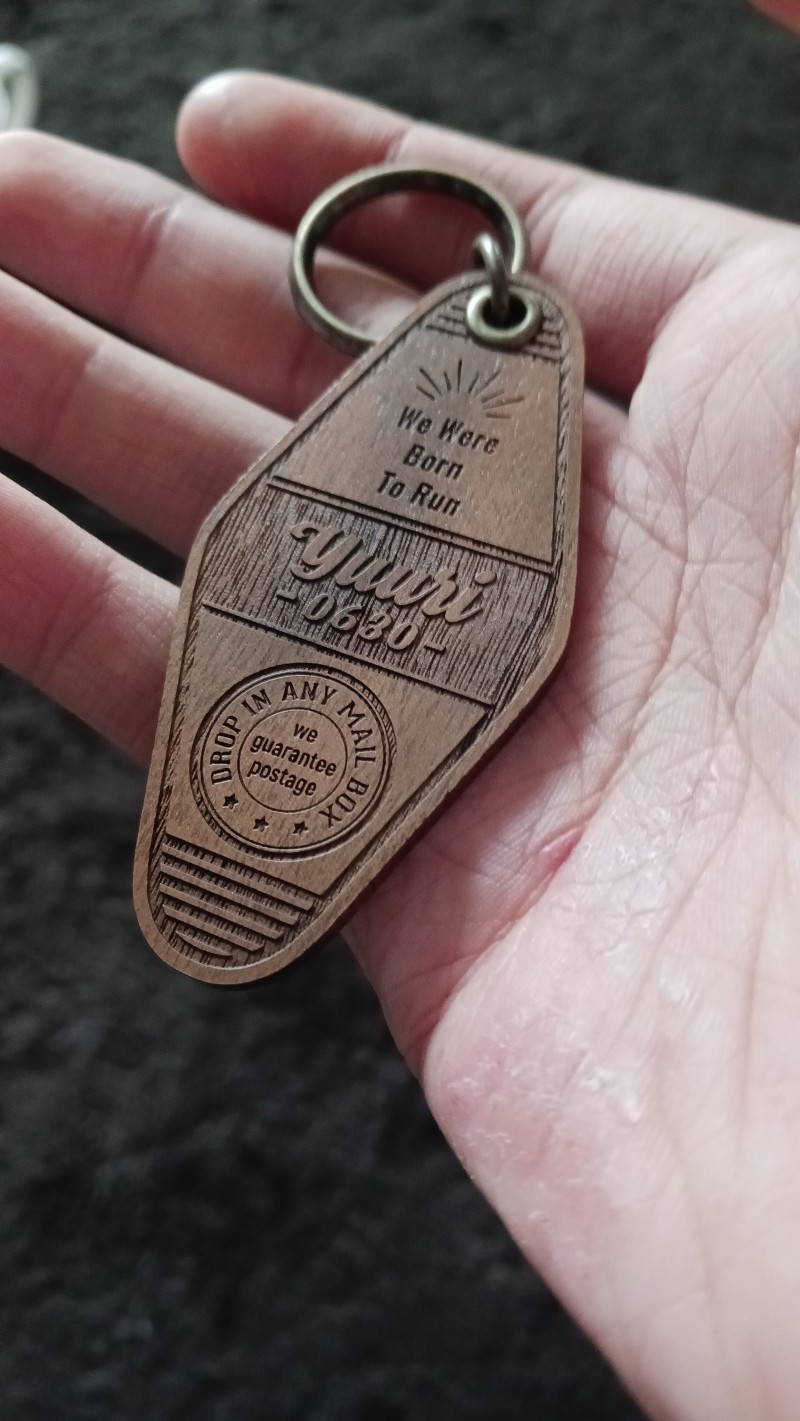 We Were
Born
To Run
Yuuri
-0630-
DROP IN ANY MAIL BOX
we
guarantee
postage